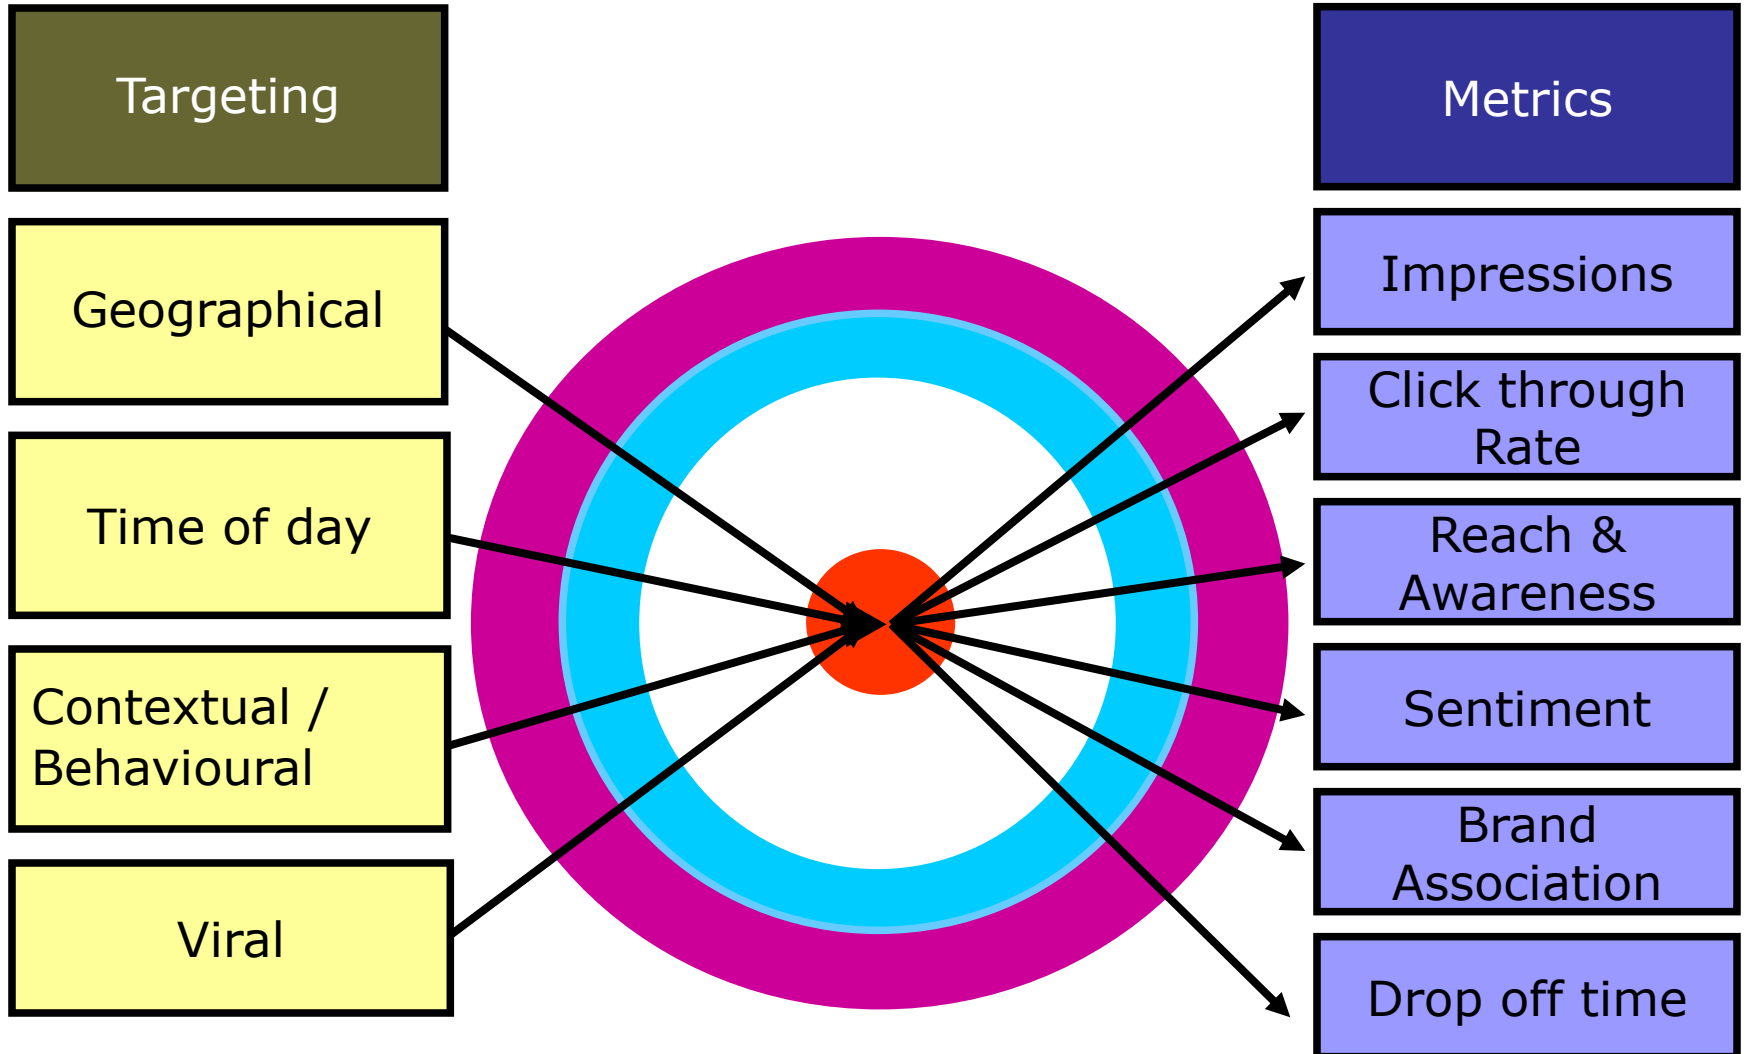 Targeting
Geographical
Time of day
Contextual /
Behavioural
Viral
Metrics
Impressions
Click through
Rate
Reach &
Awareness
Sentiment
Brand
Association
Drop off time